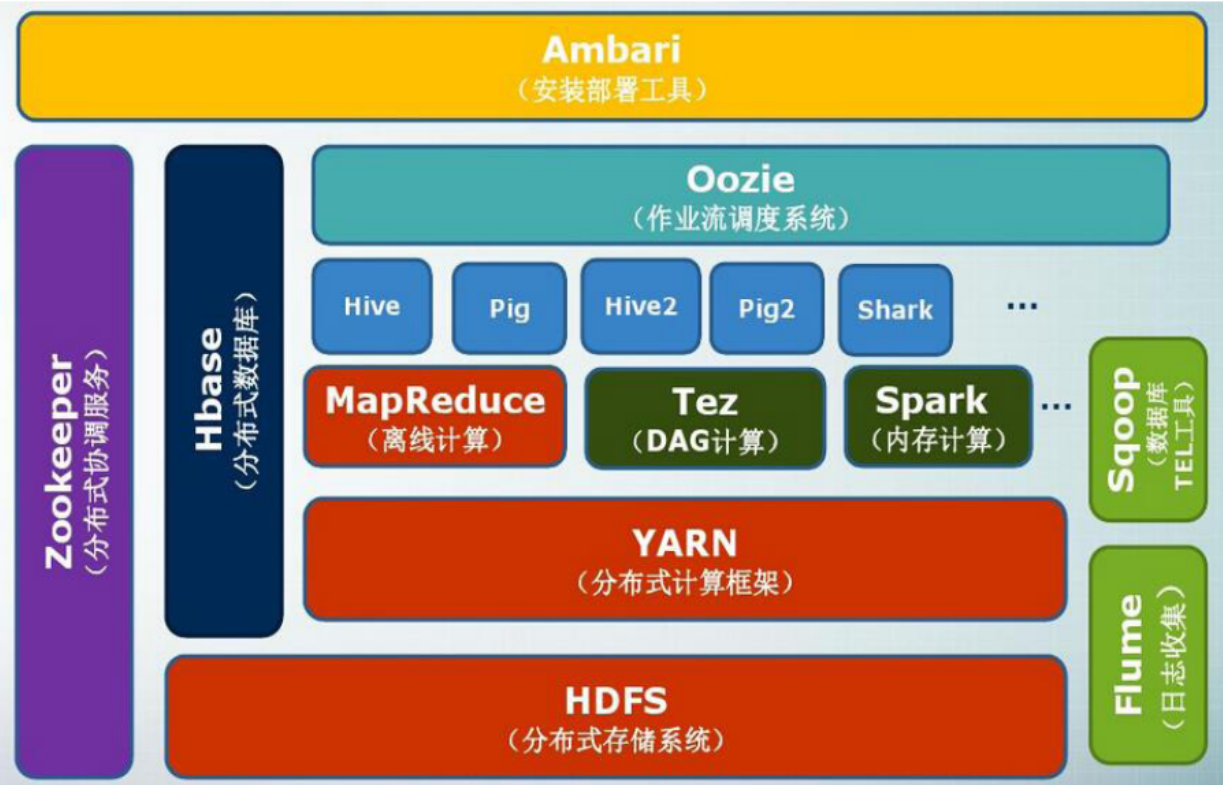 Ambari
（安装部署工具）
Zookeeper
（分布式协调服务）
Hbase
（分布式数据库）
Oozie
（作业流调度系统）
Hive
Pig
Hive2
Pig2
Shark
...
MapReduce
（离线计算）
Tez
（DAG计算）
Spark
（内存计算）
...
Sqoop
（数据库
TEL工具）
YARN
（分布式计算框架）
Flume
（日志收集）
HDFS
（分布式存储系统）